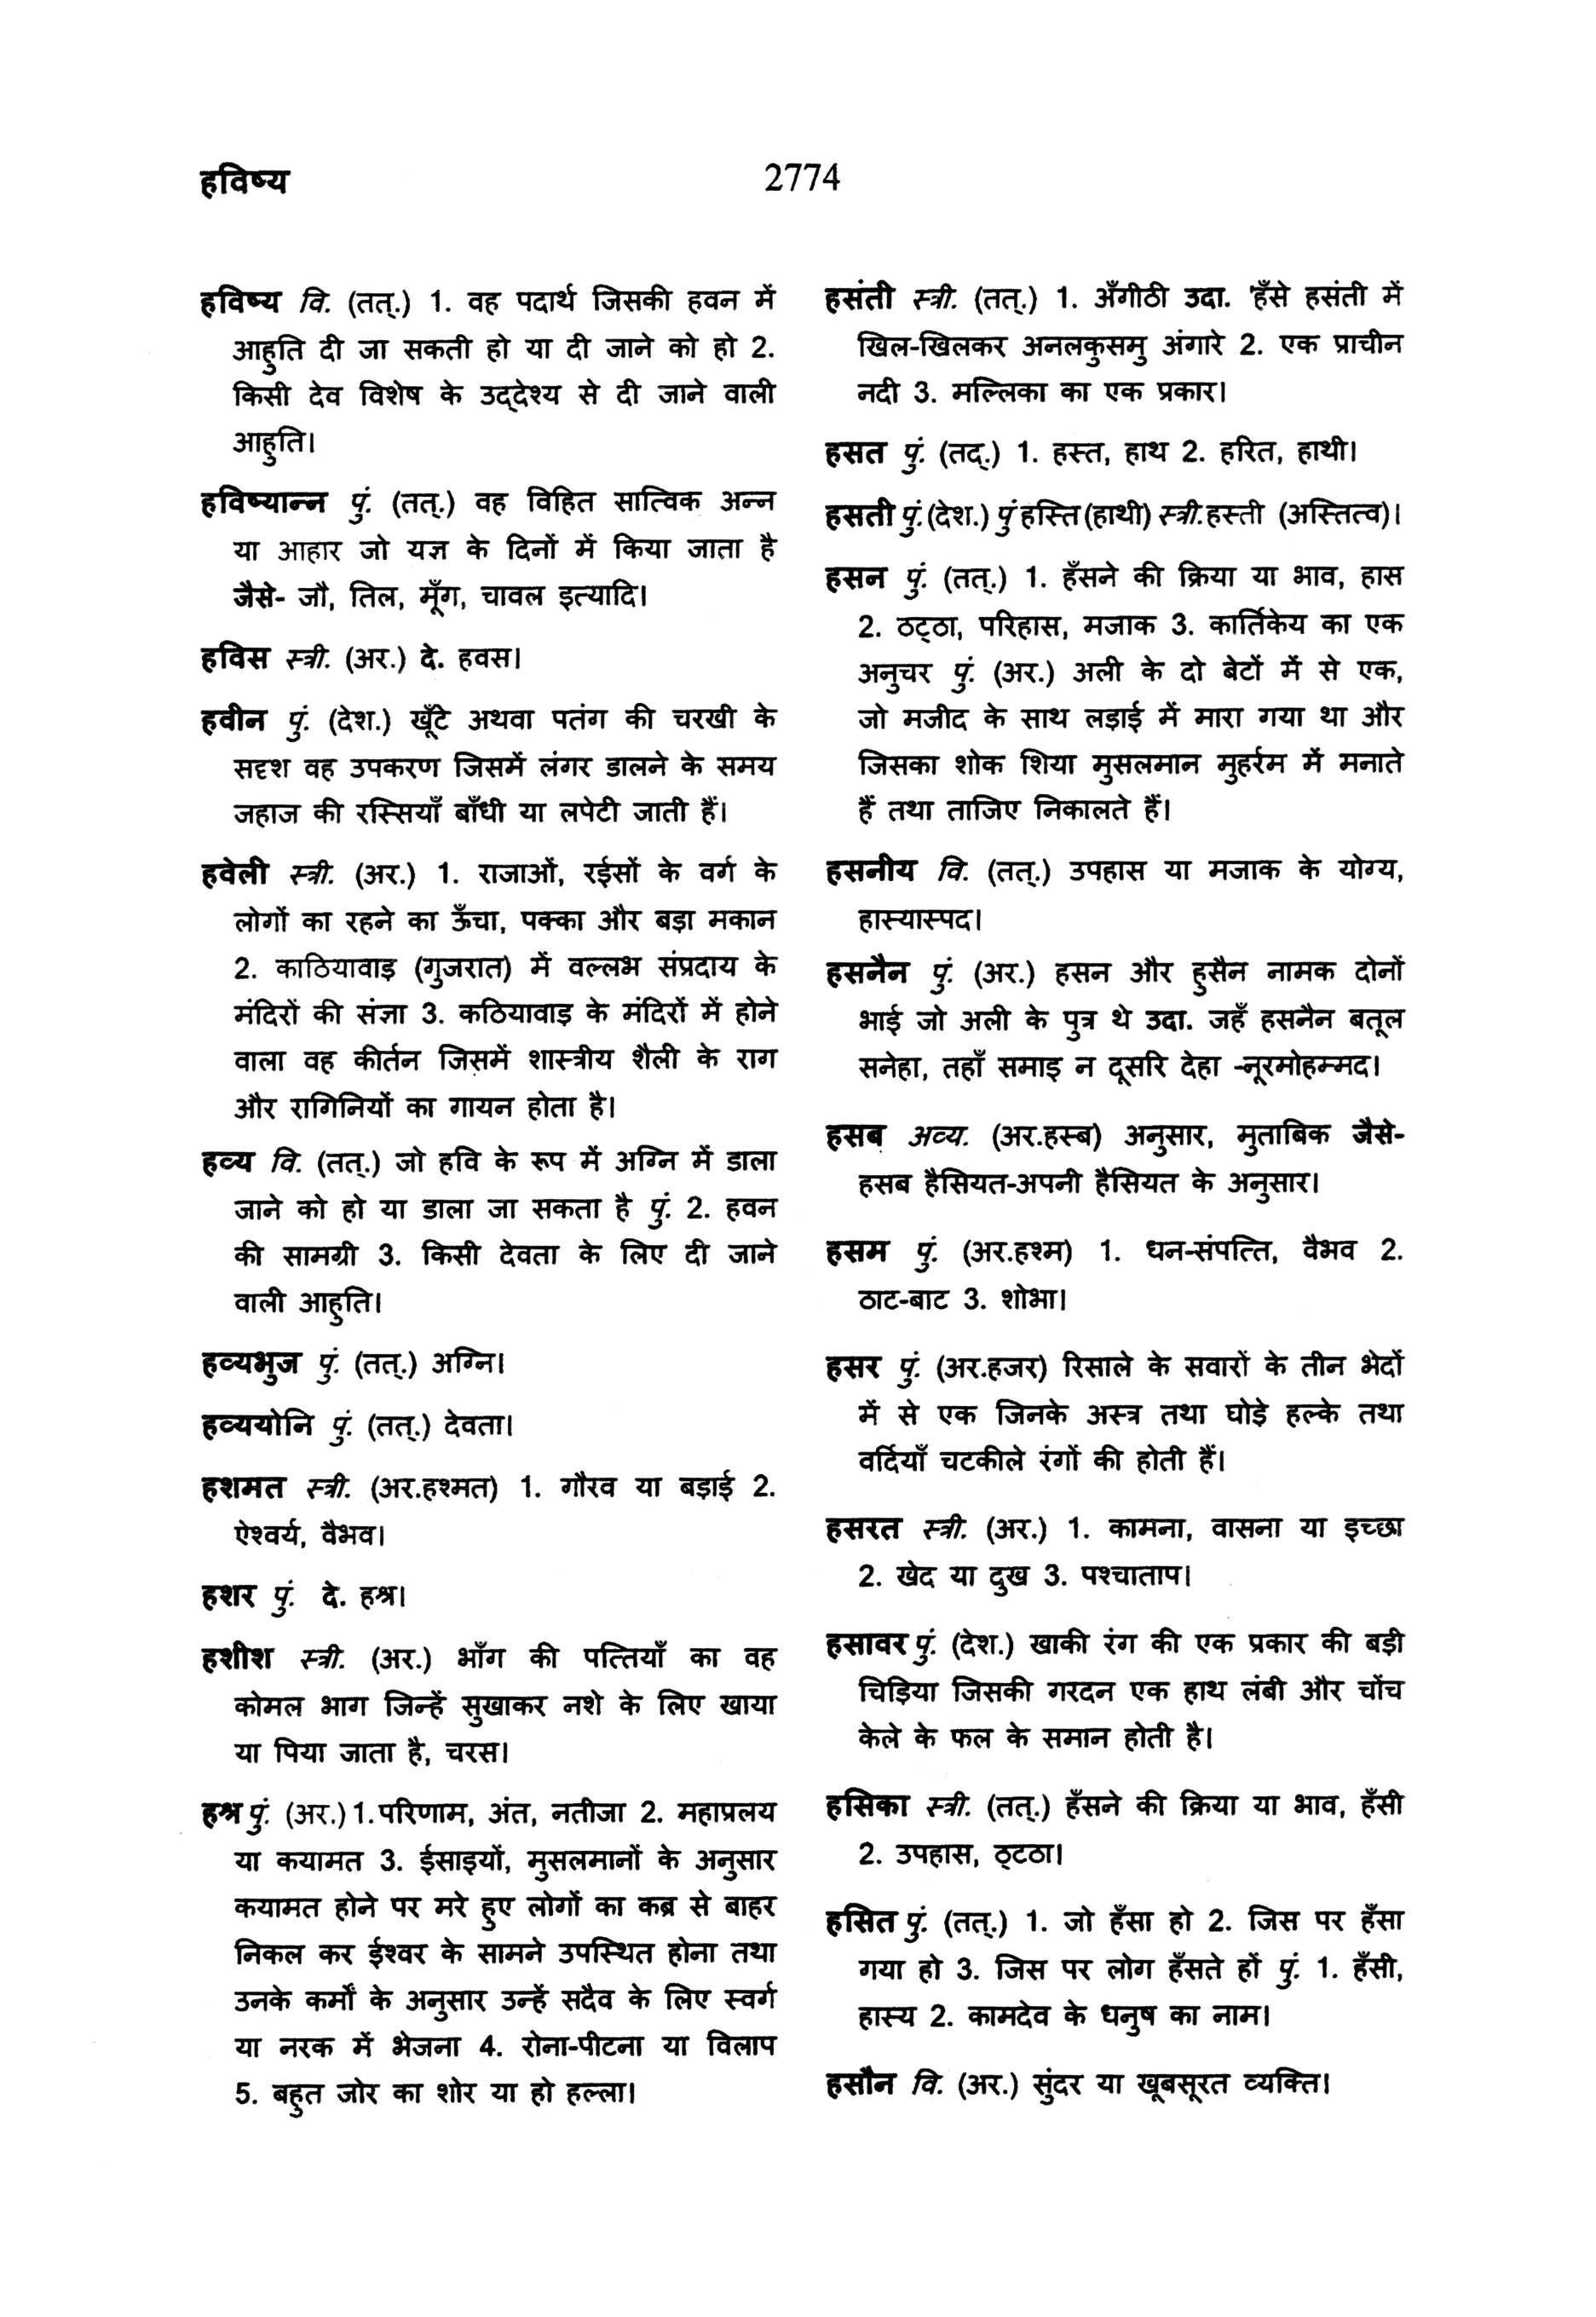 हविष्य
2774
हविष्य वि. (तत्.) 1. वह पदार्थ जिसकी हवन में
आहुति दी जा सकती हो या दी जाने को हो 2.
किसी देव विशेष के उद्देश्य से दी जाने वाली
आहुति।
हविष्यान्न पुं. (तत्.) वह विहित सात्विक अन्न
या आहार जो यज्ञ के दिनों में किया जाता है
जैसे- जौ, तिल, मूँग, चावल इत्यादि।
हविस स्त्री. (अर.) दे. हवस।
हवीन पुं. (देश.) खूँटे अथवा पतंग की चरखी के
सदृश वह उपकरण जिसमें लंगर डालने के समय
जहाज की रस्सियाँ बाँधी या लपेटी जाती हैं।
हवेली स्त्री. (अर.) 1. राजाओं, रईसों के वर्ग के
लोगों का रहने का ऊँचा, पक्का और बड़ा मकान
2. काठियावाड़ (गुजरात) में वल्लभ संप्रदाय के
मंदिरों की संज्ञा 3. कठियावाड़ के मंदिरों में होने
वाला वह कीर्तन जिसमें शास्त्रीय शैली के राग
और रागिनियों का गायन होता है।
हव्य वि. (तत्.) जो हवि के रूप में अग्नि में डाला
जाने को हो या डाला जा सकता है पुं. 2. हवन
की सामग्री 3. किसी देवता के लिए दी जाने
वाली आहुति।
हव्यभुज पुं. (तत्.) अग्नि।
हव्ययोनि पुं. (तत्.) देवता।
हशमत स्त्री. (अर.हश्मत) 1. गौरव या बड़ाई 2.
ऐश्वर्य, वैभव।
हशर पुं. दे. हश्र।
हशीश स्त्री. (अर.) भाँग की पत्तियाँ का वह
कोमल भाग जिन्हें सुखाकर नशे के लिए खाया
या पिया जाता है, चरस।
हश्र पुं. (अर.) 1. परिणाम, अंत, नतीजा 2. महाप्रलय
या कयामत 3. ईसाइयों, मुसलमानों के अनुसार
कयामत होने पर मरे हुए लोगों का कब्र से बाहर
निकल कर ईश्वर के सामने उपस्थित होना तथा
उनके कर्मों के अनुसार उन्हें सदैव के लिए स्वर्ग
या नरक में भेजना 4. रोना-पीटना या विलाप
5. बहुत जोर का शोर या हो हल्ला।
हसंती स्त्री. (तत्.) 1. अँगीठी उदा. 'हँसे हसंती में
खिल-खिलकर अनलकुसमु अंगारे 2. एक प्राचीन
नदी 3. मल्लिका का एक प्रकार।
हसत पुं. (तद्.) 1. हस्त, हाथ 2. हरित, हाथी।
हसती पुं. (देश.) पुं हस्ति (हाथी) स्त्री. हस्ती (अस्तित्व)।
हसन पुं. (तत्.) 1. हँसने की क्रिया या भाव, हास
2. ठट्ठा, परिहास, मजाक 3. कार्तिकेय का एक
अनुचर पुं. (अर.) अली के दो बेटों में से एक,
जो मजीद के साथ लड़ाई में मारा गया था और
जिसका शोक शिया मुसलमान मुहर्रम में मनाते
हैं तथा ताजिए निकालते हैं।
हसनीय वि. (तत्.) उपहास या मजाक के योग्य,
हास्यास्पद।
हसनैन पुं. (अर.) हसन और हुसैन नामक दोनों
भाई जो अली के पुत्र थे उदा. जहँ हसनैन बतूल
सनेहा, तहाँ समाइ न दूसरि देहा -नूरमोहम्मद।
हसब अव्य. (अर.हस्ब) अनुसार, मुताबिक जैसे-
हसब हैसियत-अपनी हैसियत के अनुसार।
हसम पुं. (अर.हश्म) 1. धन-संपत्ति, वैभव 2.
ठाट-बाट 3. शोभा।
हसर पुं. (अर.हजर) रिसाले के सवारों के तीन भेदों
में से एक जिनके अस्त्र तथा घोड़े हल्के तथा
वर्दियाँ चटकीले रंगों की होती हैं।
हसरत स्त्री. (अर.) 1. कामना, वासना या इच्छा
2. खेद या दुख 3. पश्चाताप।
हसावर पुं. (देश.) खाकी रंग की एक प्रकार की बड़ी
चिड़िया जिसकी गरदन एक हाथ लंबी और चोंच
केले के फल के समान होती है।
हसिका स्त्री. (तत्.) हँसने की क्रिया या भाव, हँसी
2. उपहास, ठ्टठा।
हसित पुं. (तत्.) 1. जो हँसा हो 2. जिस पर हँसा
गया हो 3. जिस पर लोग हँसते हों पुं. 1. हँसी,
हास्य 2. कामदेव के धनुष का नाम।
हसौन वि. (अर.) सुंदर या खूबसूरत व्यक्ति।